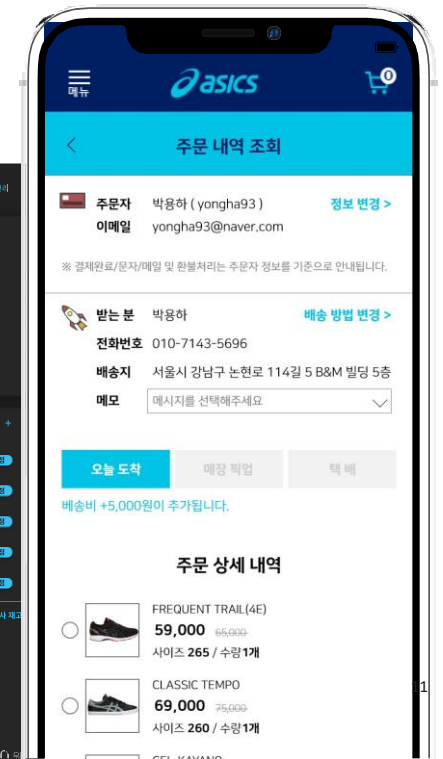 메뉴
asics
0
<
주문 내역 조회
주문자 박용하 ( yongha93 ) 정보 변경 >
이메일 yongha93@naver.com
※ 결제완료/문자/메일 및 환불처리는 주문자 정보를 기준으로 안내됩니다.
받는 분 박용하 배송 방법 변경 >
전화번호 010-7143-5696
배송지 서울시 강남구 논현로 114길 5 B&M 빌딩 5층
메모 메시지를 선택해주세요
오늘 도착 매장 픽업 택 배
베송비 +5,000원이 추가됩니다.
주문 상세 내역
FREQUENT TRAIL(4E)
59,000 65,000
사이즈 265 / 수량1개
CLASSIC TEMPO
69,000 75,000
사이즈 260 / 수량1개
GEL-KAYANO
+
11